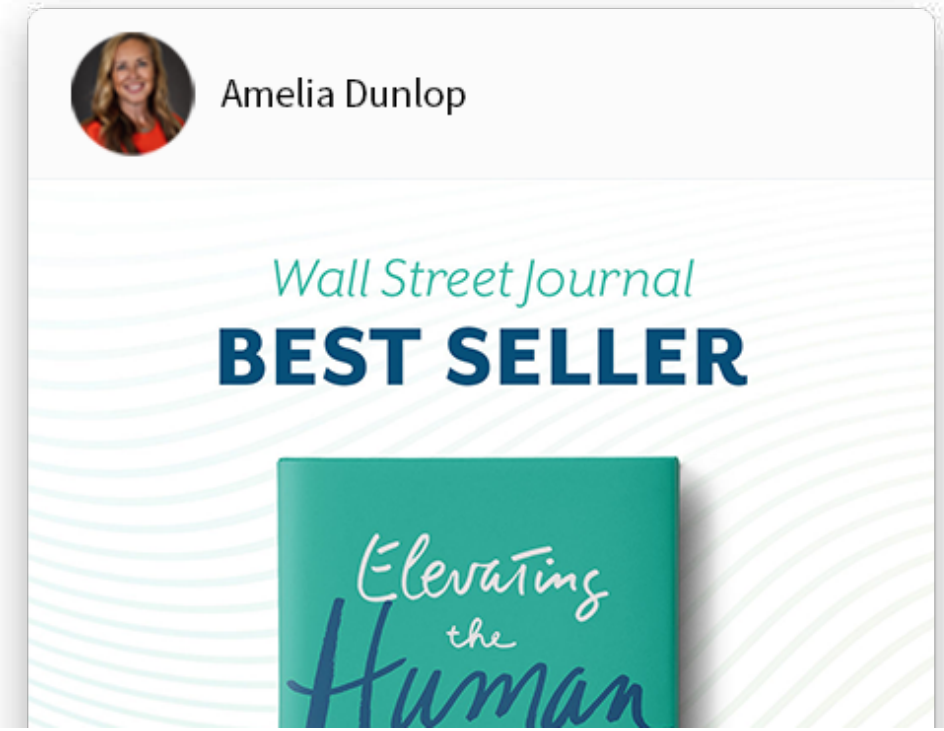 Amelia Dunlop
Wall Street Journal
BEST SELLER
Elevating
the
Human